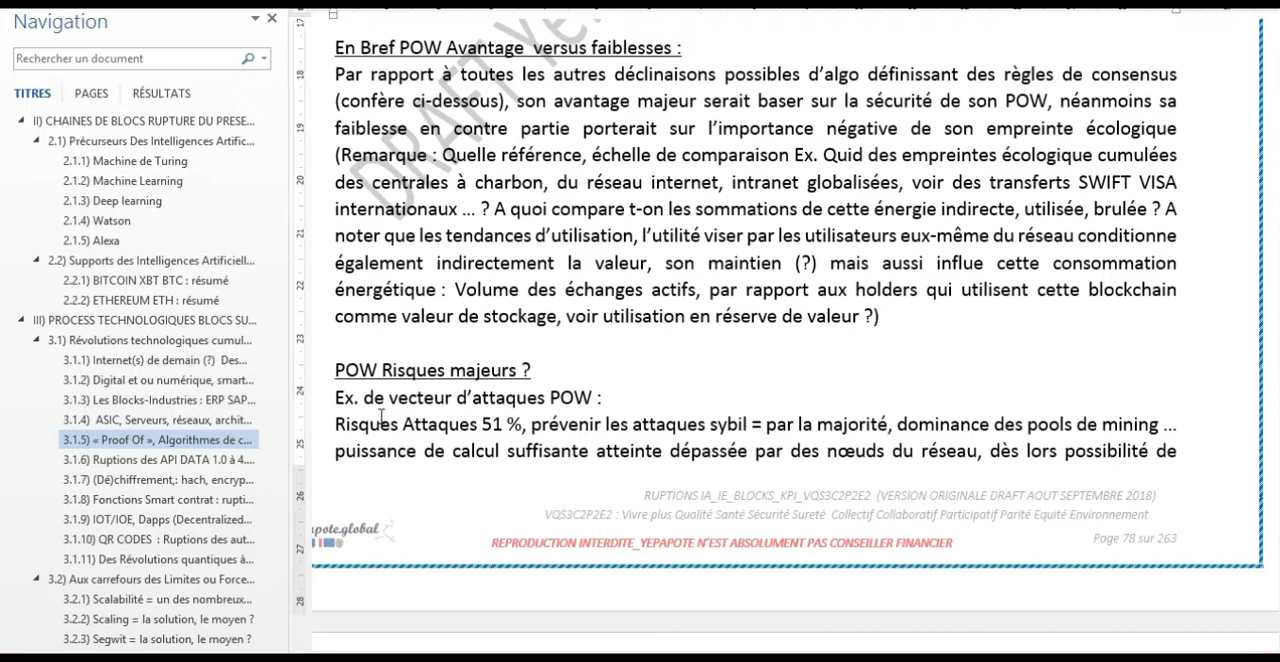 Navigation
Rechercher un document
TITRES PAGES RÉSULTATS
II) CHAINES DE BLOCS RUPTURE DU PRESE...
2.1) Précurseurs Des Intelligences Artific...
2.1.1) Machine de Turing
2.1.2) Machine Learning
2.1.3) Deep learning
2.1.4) Watson
2.1.5) Alexa
2.2) Supports des Intelligences Artificiell...
2.2.1) BITCOIN XBT BTC : résumé
2.2.2) ETHEREUM ETH : résumé
III) PROCESS TECHNOLOGIQUES BLOCS SU...
3.1) Révolutions technologiques cumul...
3.1.1) Internet(s) de demain (?) Des...
3.1.2) Digital et ou numérique, smart...
3.1.3) Les Blocks-Industries : ERP SAP...
3.1.4) ASIC, Serveurs, réseaux, archit...
3.1.5) « Proof Of », Algorithmes de c...
3.1.6) Ruptions des API DATA 1.0 à 4....
3.1.7) (Dé)chiffrement,: hach, encryp...
3.1.8) Fonctions Smart contrat : rupti...
3.1.9) IOT/IOE, Dapps (Decentralized...
3.1.10) QR CODES : Ruptions des aut...
3.1.11) Des Révolutions quantiques à...
3.2) Aux carrefours des Limites ou Force...
3.2.1) Scalabilité = un des nombreux...
3.2.2) Scaling = la solution, le moyen ?
3.2.3) Segwit = la solution, le moyen ?
17
18
19
20
21
22
23
24
25
26
27
28
DRAFT Ye
En Bref POW Avantage versus faiblesses :
Par rapport à toutes les autres déclinaisons possibles d'algo définissant des règles de consensus
(confère ci-dessous), son avantage majeur serait baser sur la sécurité de son POW, néanmoins sa
faiblesse en contre partie porterait sur l'importance négative de son empreinte écologique
(Remarque : Quelle référence, échelle de comparaison Ex. Quid des empreintes écologique cumulées
des centrales à charbon, du réseau internet, intranet globalisées, voir des transferts SWIFT VISA
internationaux ... ? A quoi compare t-on les sommations de cette énergie indirecte, utilisée, brulée ? A
noter que les tendances d'utilisation, l'utilité viser par les utilisateurs eux-même du réseau conditionne
également indirectement la valeur, son maintien (?) mais aussi influe cette consommation
énergétique : Volume des échanges actifs, par rapport aux holders qui utilisent cette blockchain
comme valeur de stockage, voir utilisation en réserve de valeur ?)
POW Risques majeurs ?
Ex. de vecteur d'attaques POW :
Risques Attaques 51 %, prévenir les attaques sybil = par la majorité, dominance des pools de mining ...
puissance de calcul suffisante atteinte dépassée par des nœuds du réseau, dès lors possibilité de
RUPTIONS IA_IE_BLOCKS_KPI_VQS3C2P2E2 (VERSION ORIGINALE DRAFT AOUT SEPTEMBRE 2018)
VQS3C2P2E2 : Vivre plus Qualité Santé Sécurité Sureté Collectif Collaboratif Participatif Parité Equité Environnement
pote.global
REPRODUCTION INTERDITE_YEPAPOTE N'EST ABSOLUMENT PAS CONSEILLER FINANCIER
Page 78 sur 263